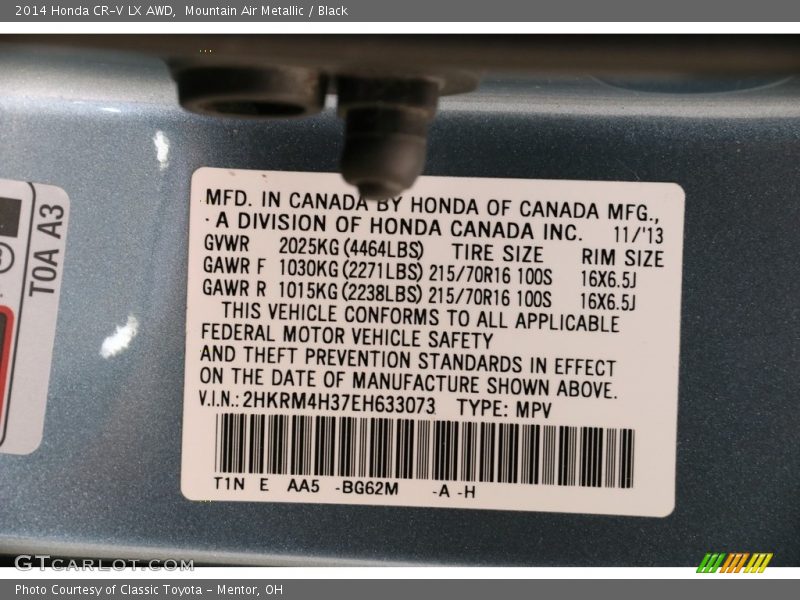 2014 Honda CR-V LX AWD,  Mountain Air Metallic / Black
MFD. IN CANADA BY HONDA OF CANADA MFG.,
· A DIVISION OF HONDA CANADA INC. 11/'13
GVWR 2025KG (4464LBS) TIRE SIZE RIM SIZE
GAWR F 1030KG (2271LBS) 215/70R16 100S 16X6.5J
GAWR R 1015KG (2238LBS) 215/70R16 100S 16X6.5J
THIS VEHICLE CONFORMS TO ALL APPLICABLE
FEDERAL MOTOR VEHICLE SAFETY
AND THEFT PREVENTION STANDARDS IN EFFECT
ON THE DATE OF MANUFACTURE SHOWN ABOVE.
V.I.N.: 2HKRM4H37EH633073 TYPE: MPV
T1N E AA5 -BG62M -A -H
T0A A3
GTCARLOT.COM
Photo Courtesy of Classic Toyota - Mentor, OH